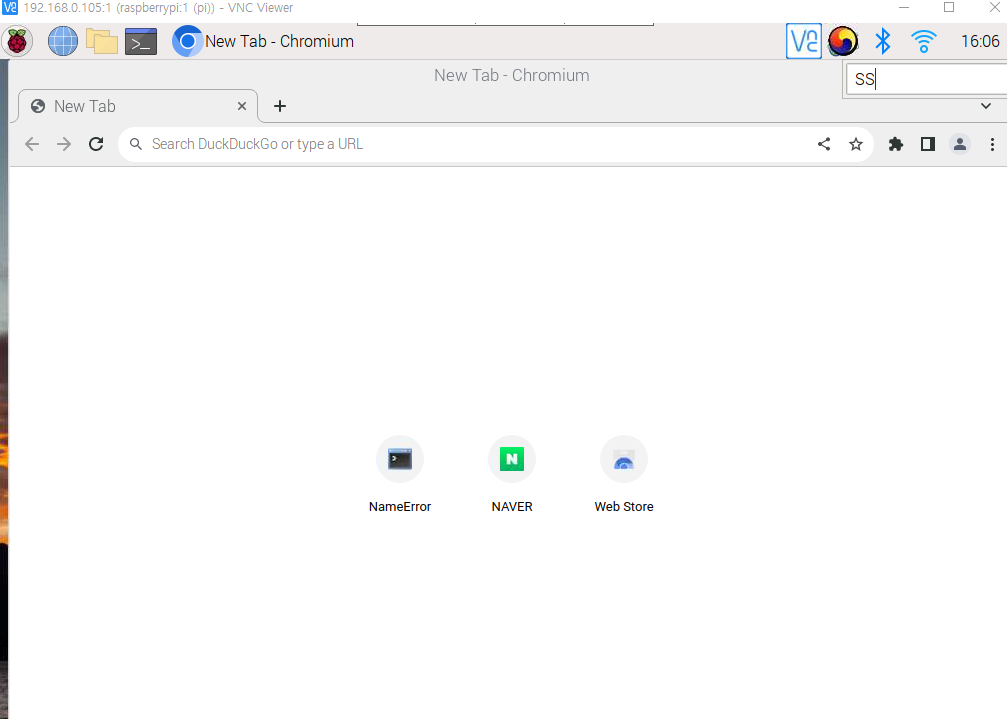 192.168.0.105:1 (raspberrypi:1 (pi)) - VNC Viewer
New Tab - Chromium
16:06
New Tab - Chromium
SS
New Tab
Search DuckDuckGo or type a URL
NameError
NAVER
Web Store